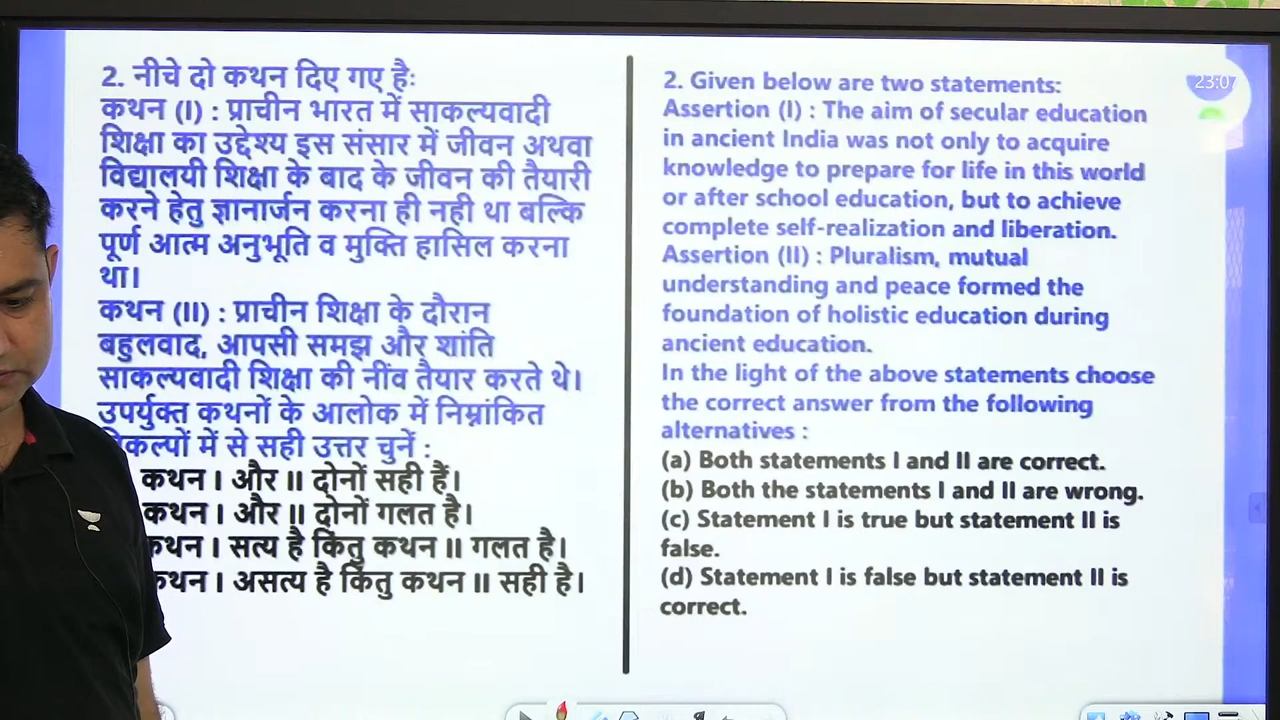 2. नीचे दो कथन दिए गए है:
कथन (I) : प्राचीन भारत में साकल्यवादी
शिक्षा का उद्देश्य इस संसार में जीवन अथवा
विद्यालयी शिक्षा के बाद के जीवन की तैयारी
करने हेतु ज्ञानार्जन करना ही नही था बल्कि
पूर्ण आत्म अनुभूति व मुक्ति हासिल करना
था।
कथन (II) : प्राचीन शिक्षा के दौरान
बहुलवाद, आपसी समझ और शांति
साकल्यवादी शिक्षा की नींव तैयार करते थे।
उपर्युक्त कथनों के आलोक में निम्नांकित
में से सही उत्तर चुनें :
कथन I और II दोनों सही हैं।
कथन I और II दोनों गलत है।
कथन I सत्य है किंतु कथन II गलत है।
कथन I असत्य है किंतु कथन II सही है।
23:0
2. Given below are two statements:
Assertion (I) : The aim of secular education
in ancient India was not only to acquire
knowledge to prepare for life in this world
or after school education, but to achieve
complete self-realization and liberation.
Assertion (II) : Pluralism, mutual
understanding and peace formed the
foundation of holistic education during
ancient education.
In the light of the above statements choose
the correct answer from the following
alternatives :
(a) Both statements I and II are correct.
(b) Both the statements I and II are wrong.
(c) Statement I is true but statement II is
false.
(d) Statement I is false but statement II is
correct.